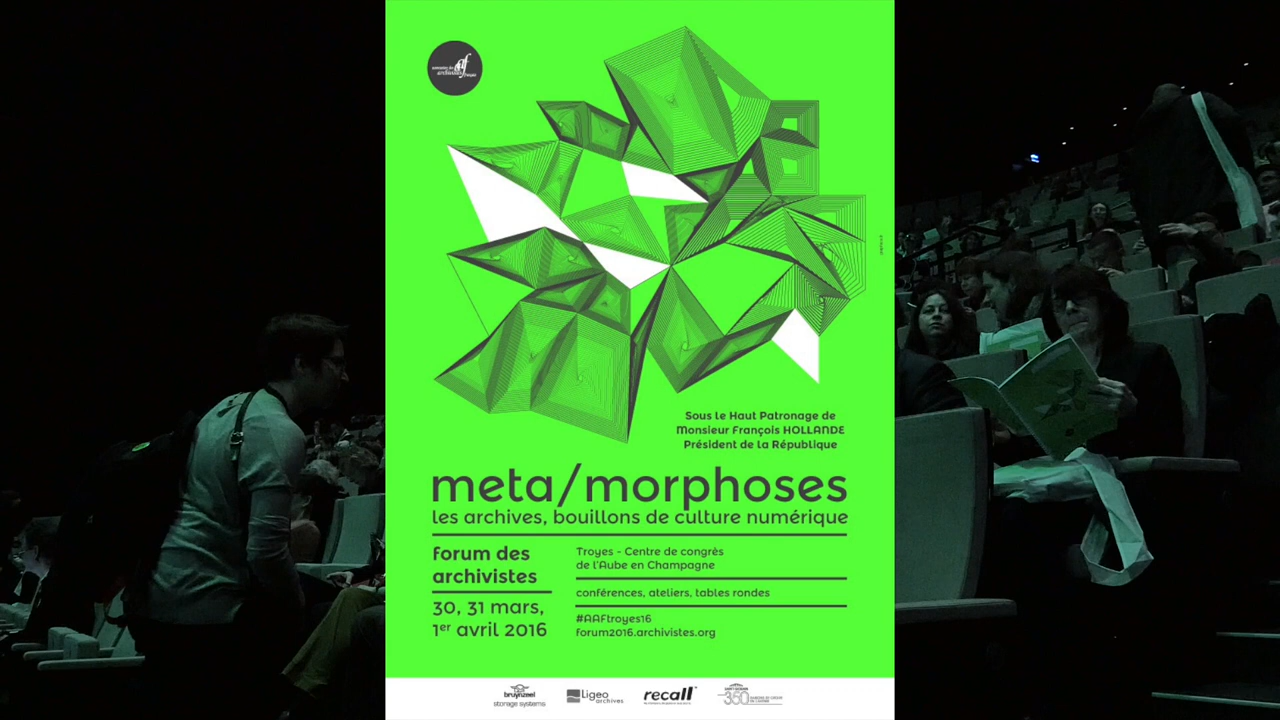 Sous le Haut Patronage de
Monsieur François HOLLANDE
Président de la République
meta/morphoses
les archives, bouillons de culture numérique
forum des
archivistes
30, 31 mars,
1er avril 2016
Troyes - Centre de congrès
de l'Aube en Champagne
conférences, ateliers, tables rondes
#AAFtroyes16
forum2016.archivistes.org
bruynzeel
storage systems
Ligeo
archives
recall
360